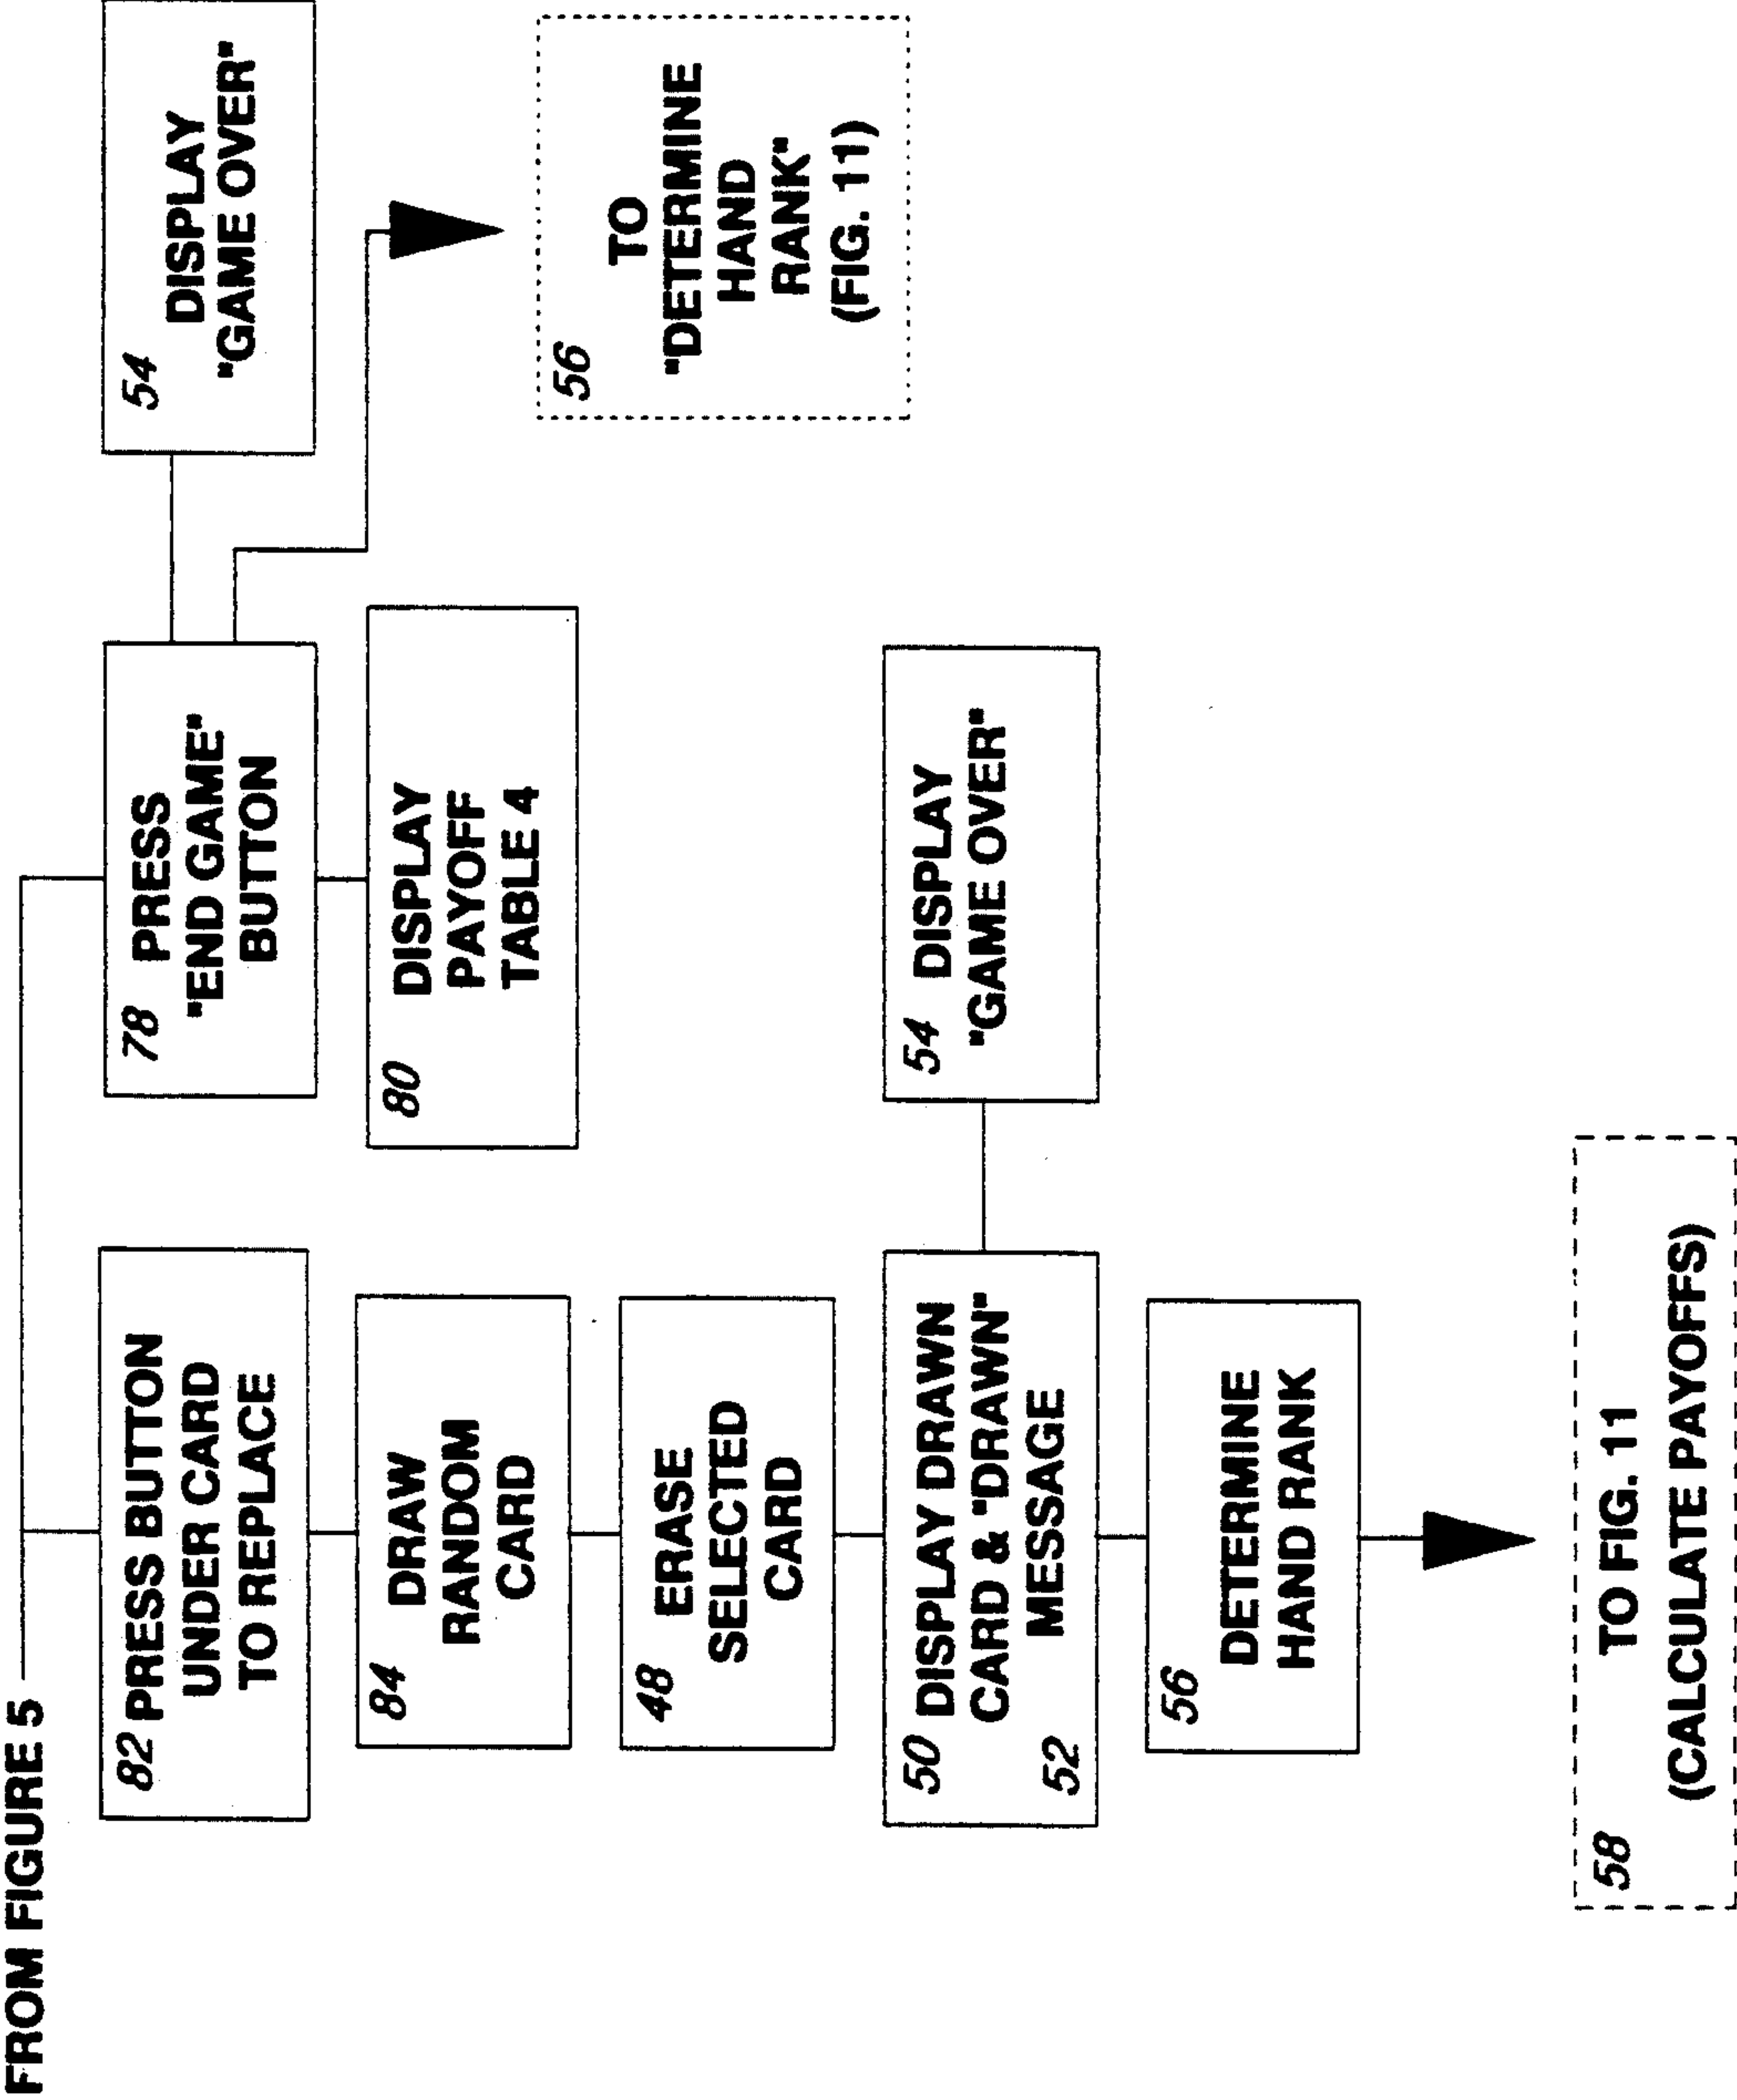 FROM FIGURE 5
82 PRESS BUTTON
UNDER CARD
TO REPLACE
84
DRAW
RANDOM
CARD
48
ERASE
SELECTED
CARD
50 DISPLAY DRAWN
CARD & "DRAWN"
52 MESSAGE
54 DISPLAY
"GAME OVER"
56
DETERMINE
HAND RANK
58
TO FIG. 11
(CALCULATE PAYOFFS)
78 PRESS
"END GAME"
BUTTON
80
DISPLAY
PAYOFF
TABLE 4
54
DISPLAY
"GAME OVER"
56
TO
"DETERMINE
HAND
RANK"
(FIG. 11)